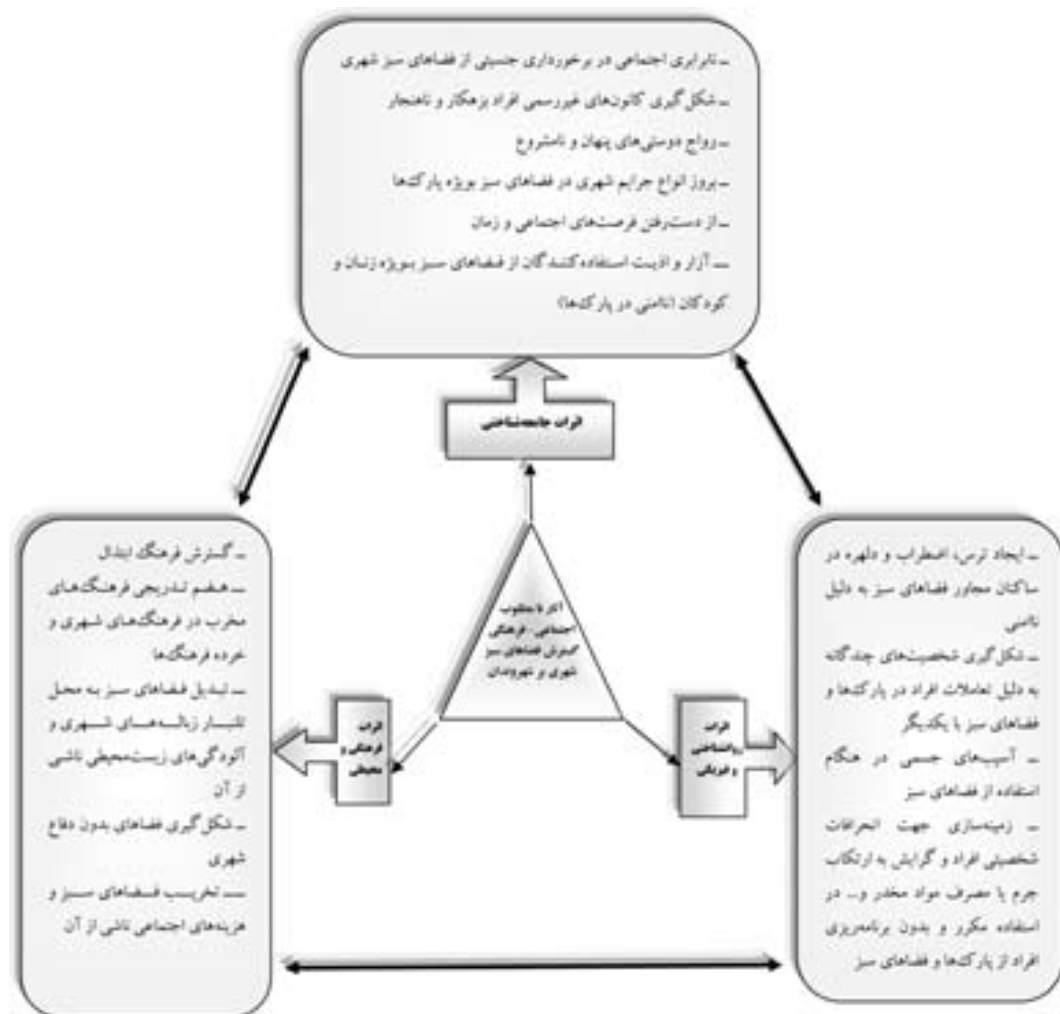 ـ نابرابری اجتماعی در برخورداری جنسیتی از فضاهای سبز شهری
ـ شکل‌گیری کانون‌های غیررسمی افراد بزهکار و ناهنجار
ـ رواج دوستی‌های پنهان و نامشروع
ـ بروز انواع جرایم شهری در فضاهای سبز بویژه پارک‌ها
ـ از دست‌رفتن فرصت‌های اجتماعی و زمان
ـ آزار و اذیت استفاده‌کنندگان از فضاهای سبز بویژه زنان و
کودکان (ناامنی در پارک‌ها)
اثرات جامعه‌شناختی
آثار نامطلوب
اجتماعی - فرهنگی
گسترش فضاهای سبز
شهری بر شهروندان
اثرات
روانشناختی
و فیزیکی
ـ ایجاد ترس، اضطراب و دلهره در
ساکنان مجاور فضاهای سبز به دلیل
ناامنی
ـ شکل‌گیری شخصیت‌های چندگانه
به دلیل تعاملات افراد در پارک‌ها و
فضاهای سبز با یکدیگر
ـ آسیب‌های جسمی در هنگام
استفاده از فضاهای سبز
ـ زمینه‌سازی جهت انحرافات
شخصیتی افراد و گرایش به ارتکاب
جرم یا مصرف مواد مخدر و... در
استفاده مکرر و بدون برنامه‌ریزی
افراد از پارک‌ها و فضاهای سبز
اثرات
فرهنگی و
محیطی
ـ گسترش فرهنگ ابتذال
ـ هضم تدریجی فرهنگ‌های
مخرب در فرهنگ‌های شهری و
خرده فرهنگ‌ها
ـ تبدیل فضاهای سبز به محل
تلنبار زباله‌های شهری و
آلودگی‌های زیست‌محیطی ناشی
از آن
ـ شکل‌گیری فضاهای بدون دفاع
شهری
ـ تخریب فضاهای سبز و
هزینه‌های اجتماعی ناشی از آن